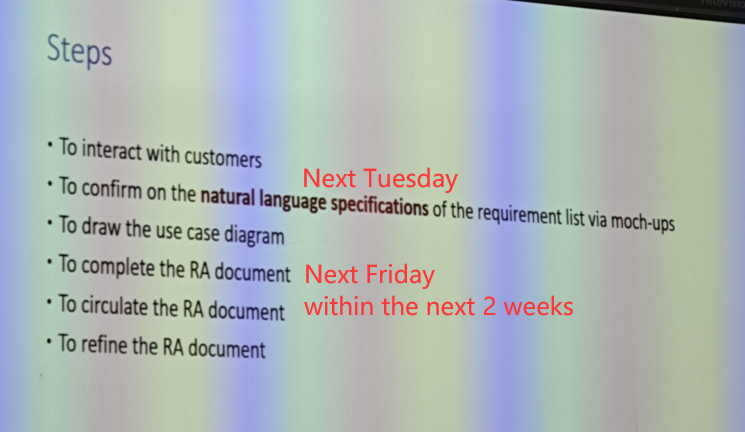 Steps
• To interact with customers
Next Tuesday
• To confirm on the natural language specifications of the requirement list via moch-ups
• To draw the use case diagram
• To complete the RA document Next Friday
• To circulate the RA document within the next 2 weeks
• To refine the RA document